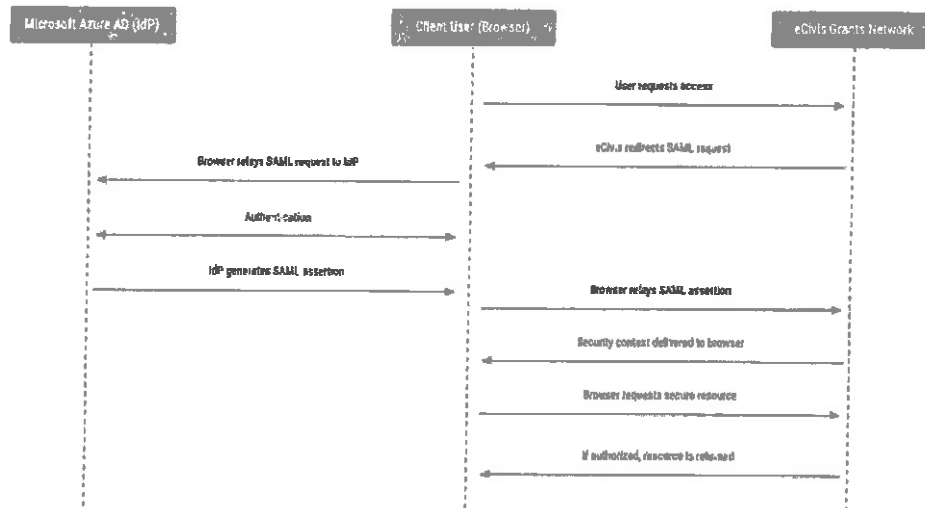 Microsoft Azure AD (IdP)
Client User (Browser)
eCivis Grants Network
User requests access
eCivis redirects SAML request
Browser relays SAML request to IdP
Authentication
IdP generates SAML assertion
Browser relays SAML assertion
Security context delivered to browser
Browser requests secure resource
If authorized, resource is returned